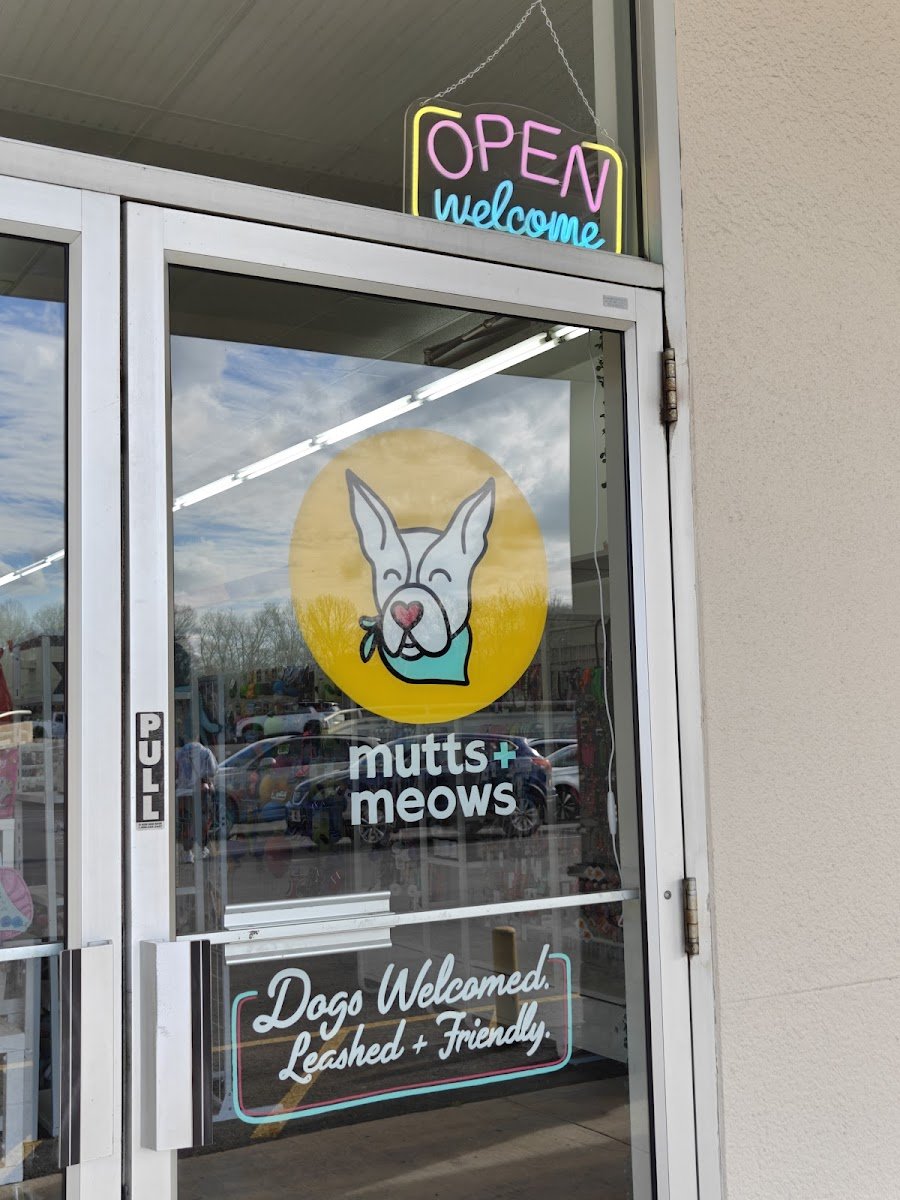 OPEN
welcome
PULL
mutts+
meows
Dogs Welcomed.
Leashed + Friendly.